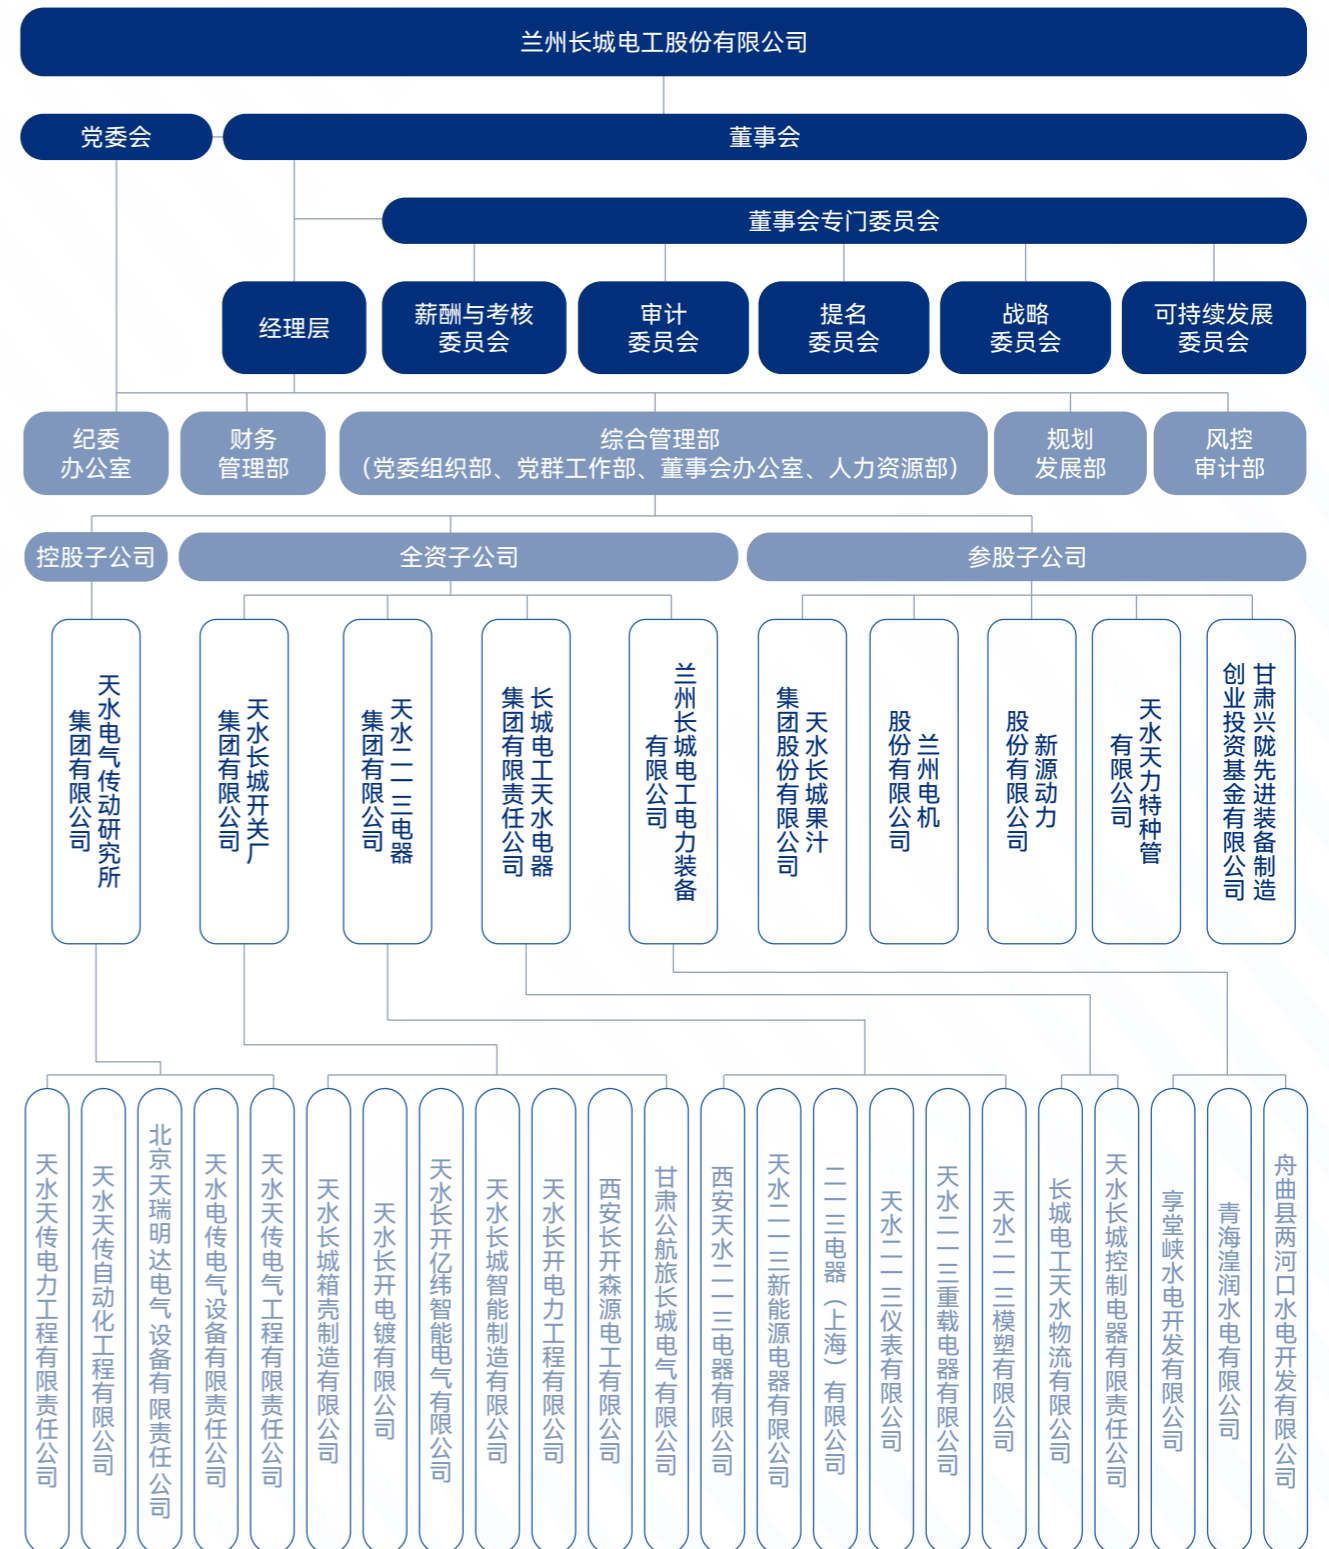 兰州长城电工股份有限公司
党委会
董事会
董事会专门委员会
经理层
薪酬与考核
委员会
审计
委员会
提名
委员会
战略
委员会
可持续发展
委员会
纪委
办公室
财务
管理部
综合管理部
（党委组织部、党群工作部、董事会办公室、人力资源部）
规划
发展部
风控
审计部
控股子公司
全资子公司
参股子公司
天水电气传动研究所
集团有限公司
天水长城开关厂
集团有限公司
天水二一三电器
集团有限公司
长城电工天水电器
集团有限责任公司
兰州长城电工电力装备
有限公司
天水长城果汁
集团股份有限公司
兰州电机
股份有限公司
新源动力
股份有限公司
天水天力特种管
有限公司
甘肃兴陇先进装备制造
创业投资基金有限公司
天水天传电力工程有限责任公司
天水天传自动化工程有限公司
北京天瑞明达电气设备有限责任公司
天水电传电气设备有限责任公司
天水天传电气工程有限责任公司
天水长城箱壳制造有限公司
天水长开电镀有限公司
天水长开亿纬智能电气有限公司
天水长城智能制造有限公司
天水长开电力工程有限公司
西安长开森源电工有限公司
甘肃公航旅长城电气有限公司
西安天水二一三电器有限公司
天水二一三新能源电器有限公司
二一三电器（上海）有限公司
天水二一三仪表有限公司
天水二一三重载电器有限公司
天水二一三模塑有限公司
长城电工天水物流有限公司
天水长城控制电器有限责任公司
享堂峡水电开发有限公司
青海湟润水电有限公司
舟曲县两河口水电开发有限公司